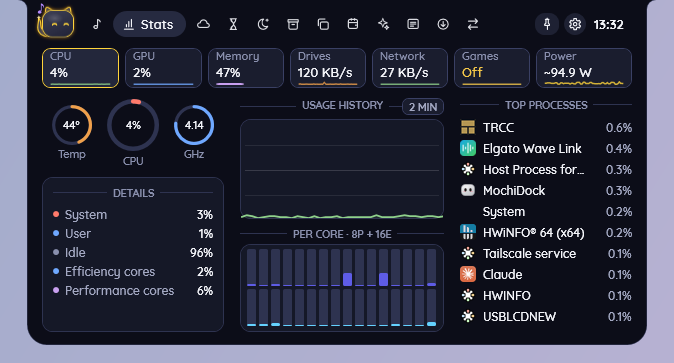 Stats
13:32
CPU
4%
GPU
2%
Memory
47%
Drives
120 KB/s
Network
27 KB/s
Games
Off
Power
~94.9 W
44°
Temp
4%
CPU
4.14
GHz
DETAILS
System 3%
User 1%
Idle 96%
Efficiency cores 2%
Performance cores 6%
USAGE HISTORY
2 MIN
PER CORE · 8P + 16E
TOP PROCESSES
TRCC 0.6%
Elgato Wave Link 0.4%
Host Process for... 0.3%
MochiDock 0.3%
System 0.2%
HWiNFO® 64 (x64) 0.2%
Tailscale service 0.1%
Claude 0.1%
HWINFO 0.1%
USBLCDNEW 0.1%